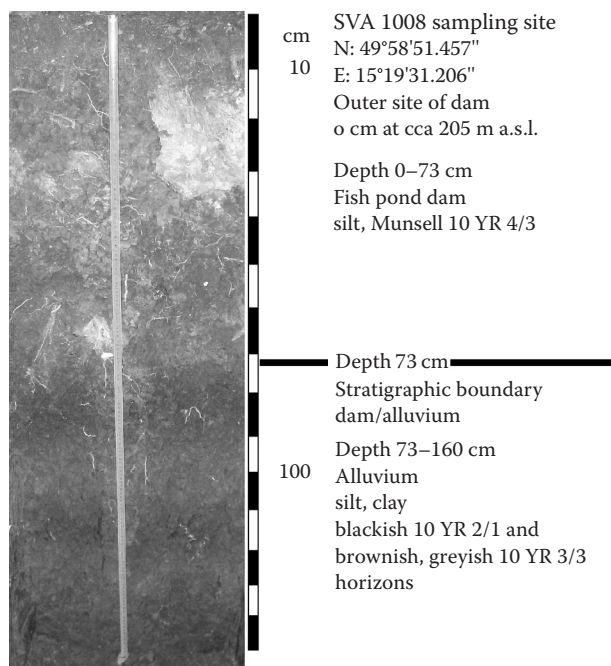 cm
10
SVA 1008 sampling site
N: 49°58'51.457"
E: 15°19'31.206"
Outer site of dam
o cm at cca 205 m a.s.l.
Depth 0–73 cm
Fish pond dam
silt, Munsell 10 YR 4/3
Depth 73 cm
Stratigraphic boundary
dam/alluvium
100
Depth 73–160 cm
Alluvium
silt, clay
blackish 10 YR 2/1 and
brownish, greyish 10 YR 3/3
horizons